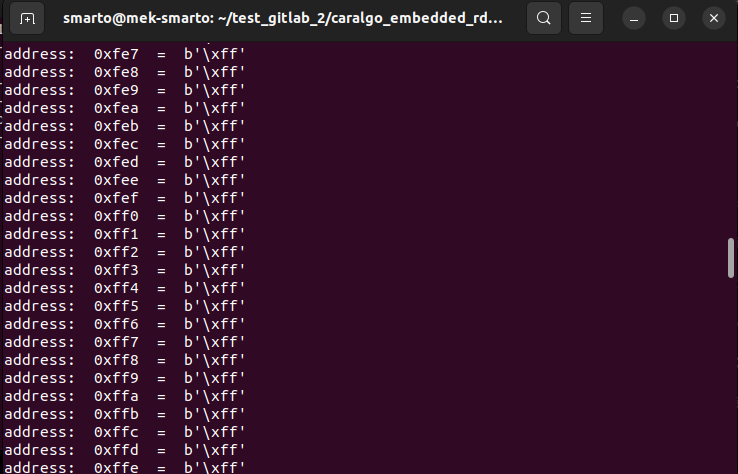 smarto@mek-smarto: ~/test_gitlab_2/caralgo_embedded_rd...
address:  0xfe7  =  b'\xff'
address:  0xfe8  =  b'\xff'
address:  0xfe9  =  b'\xff'
address:  0xfea  =  b'\xff'
address:  0xfeb  =  b'\xff'
address:  0xfec  =  b'\xff'
address:  0xfed  =  b'\xff'
address:  0xfee  =  b'\xff'
address:  0xfef  =  b'\xff'
address:  0xff0  =  b'\xff'
address:  0xff1  =  b'\xff'
address:  0xff2  =  b'\xff'
address:  0xff3  =  b'\xff'
address:  0xff4  =  b'\xff'
address:  0xff5  =  b'\xff'
address:  0xff6  =  b'\xff'
address:  0xff7  =  b'\xff'
address:  0xff8  =  b'\xff'
address:  0xff9  =  b'\xff'
address:  0xffa  =  b'\xff'
address:  0xffb  =  b'\xff'
address:  0xffc  =  b'\xff'
address:  0xffd  =  b'\xff'
address:  0xffe  =  b'\xff'